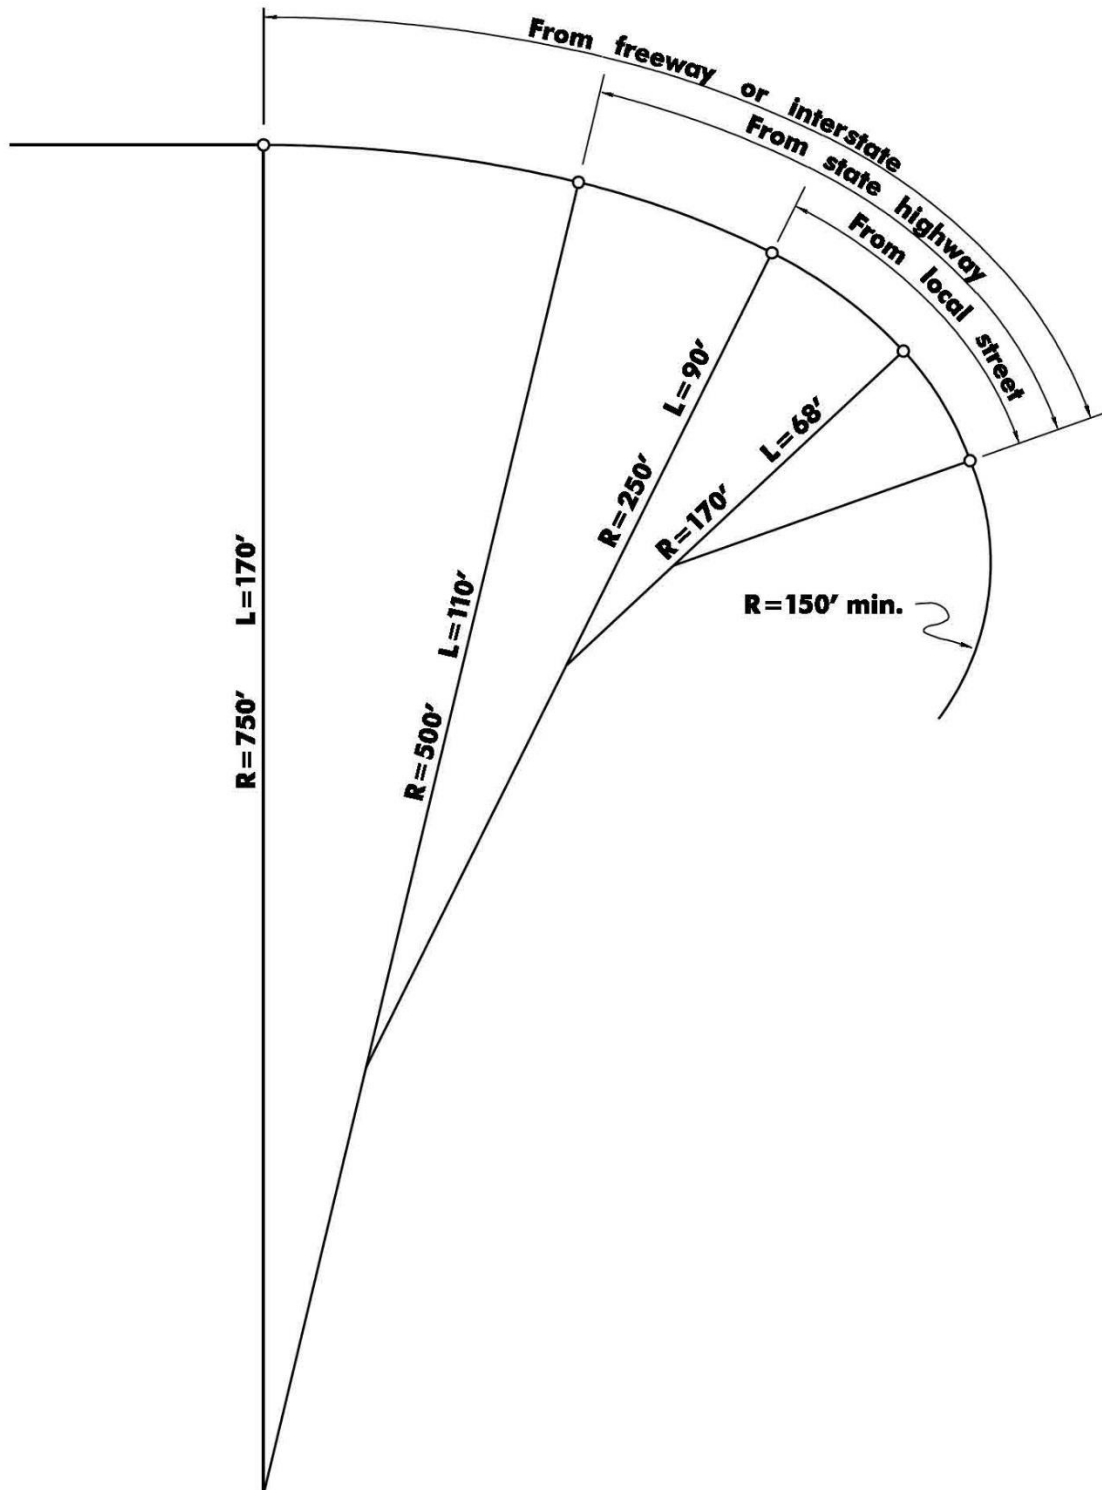 From freeway or interstate
From state highway
From local street
R=750' L=170'
R=500' L=110'
R=250' L=90'
R=170' L=68'
R=150' min.